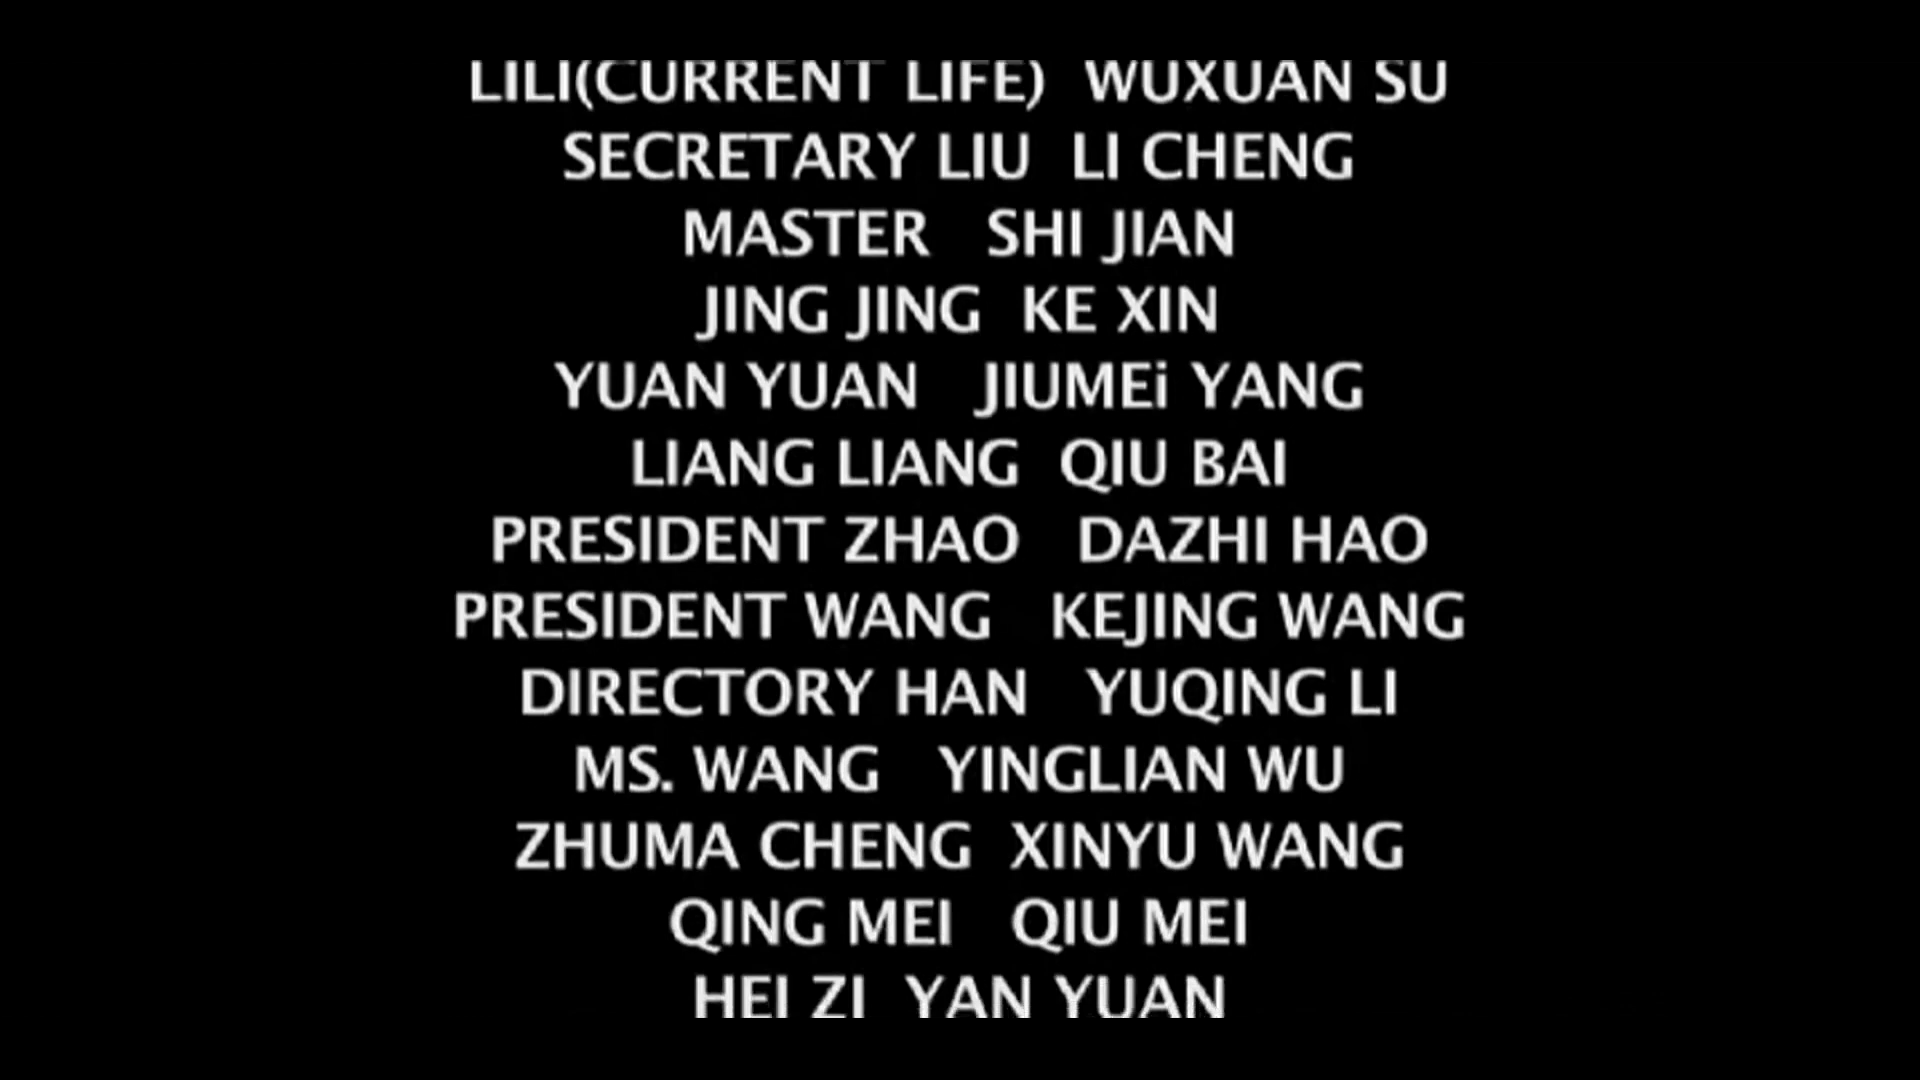 LILI(CURRENT LIFE) WUXUAN SU
SECRETARY LIU LI CHENG
MASTER SHI JIAN
JING JING KE XIN
YUAN YUAN JIUMEi YANG
LIANG LIANG QIU BAI
PRESIDENT ZHAO DAZHI HAO
PRESIDENT WANG KEJING WANG
DIRECTORY HAN YUQING LI
MS. WANG YINGLIAN WU
ZHUMA CHENG XINYU WANG
QING MEI QIU MEI
HEI ZI YAN YUAN